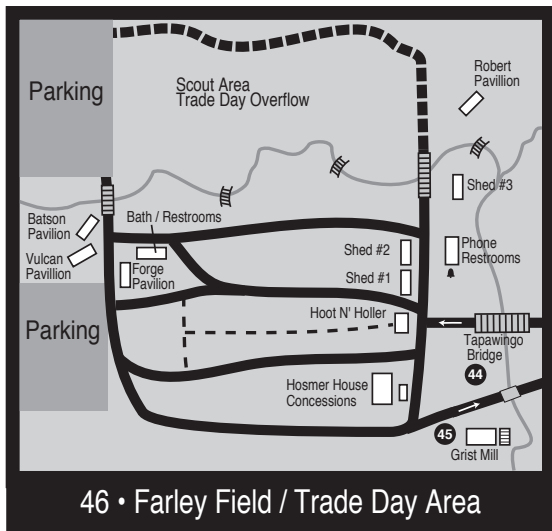 Parking
Scout Area
Trade Day Overflow
Robert
Pavillion
Shed #3
Batson
Pavilion
Bath / Restrooms
Vulcan
Pavillion
Forge
Pavilion
Shed #2
Phone
Restrooms
Shed #1
Parking
Hoot N' Holler
Tapawingo
Bridge
44
Hosmer House
Concessions
45
Grist Mill
46 • Farley Field / Trade Day Area